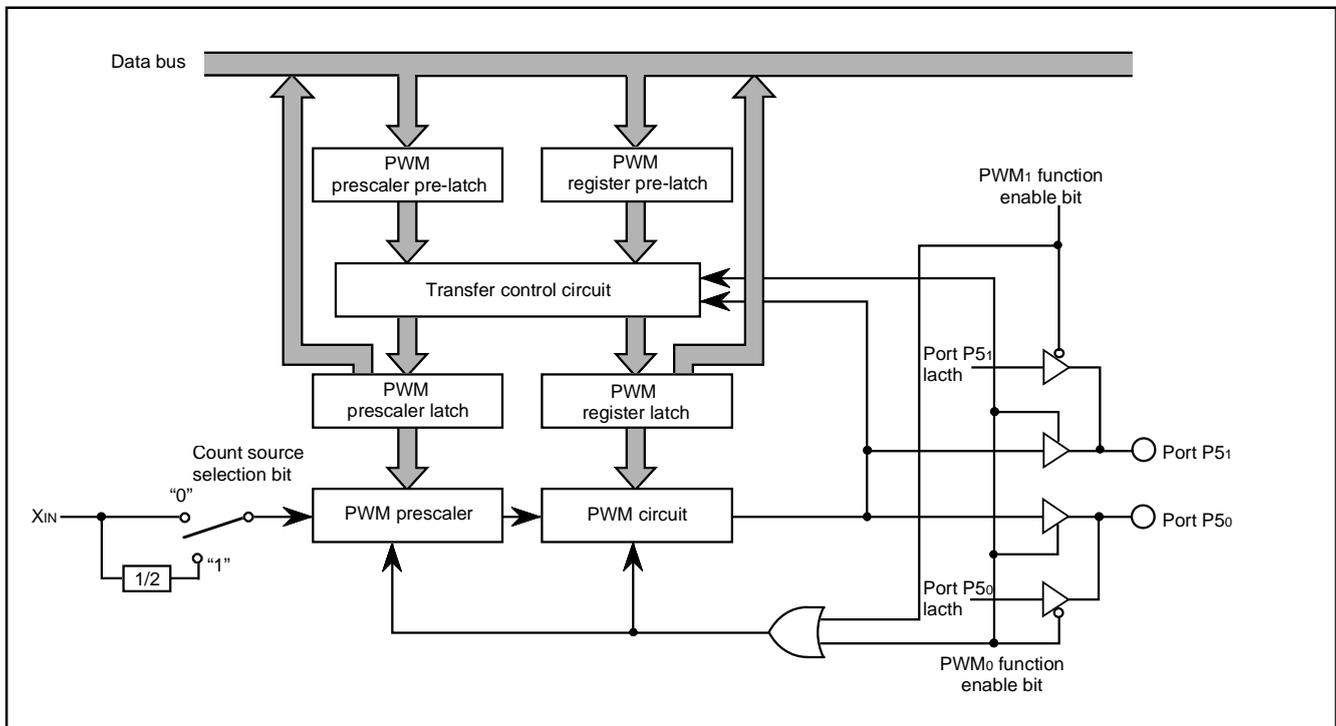 Data bus
PWM
prescaler pre-latch
PWM
register pre-latch
PWM1 function
enable bit
Transfer control circuit
Port P51
lacth
PWM
prescaler latch
PWM
register latch
Count source
selection bit
Port P51
“0”
XIN
PWM prescaler
PWM circuit
Port P50
“1”
1/2
Port P50
lacth
PWM0 function
enable bit